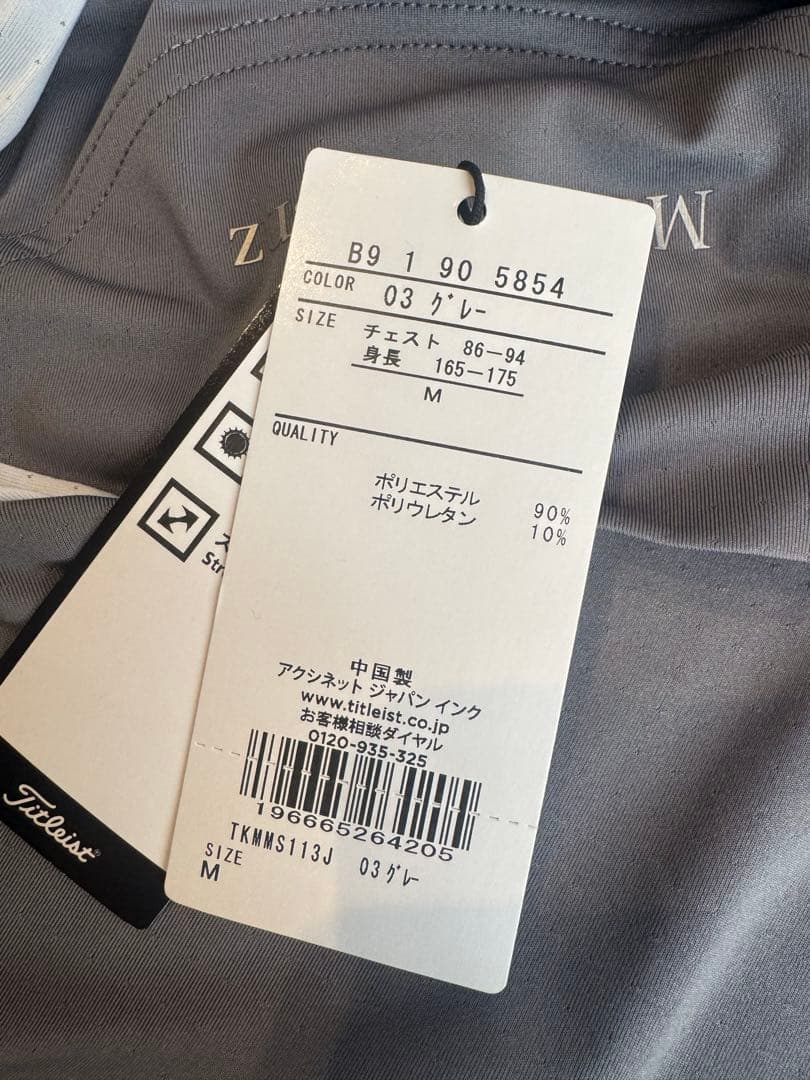 B9 1 90 5854
COLOR 03 グレー
SIZE チェスト 86-94
身長 165-175
M
QUALITY
ポリエステル 90%
ポリウレタン 10%
中国製
アクシネット ジャパン インク
www.titleist.co.jp
お客様相談ダイヤル
0120-935-325
196665264205
TKMMS113J 03グレー
SIZE
M
Titleist